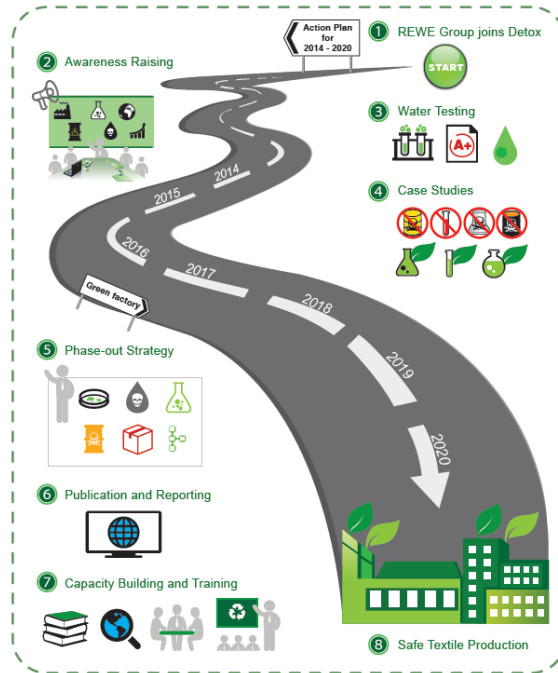 Action Plan
for
2014 - 2020
1 REWE Group joins Detox
START
2 Awareness Raising
3 Water Testing
A+
4 Case Studies
2014
2015
2016
2017
2018
2019
2020
Green factory
5 Phase-out Strategy
6 Publication and Reporting
7 Capacity Building and Training
8 Safe Textile Production